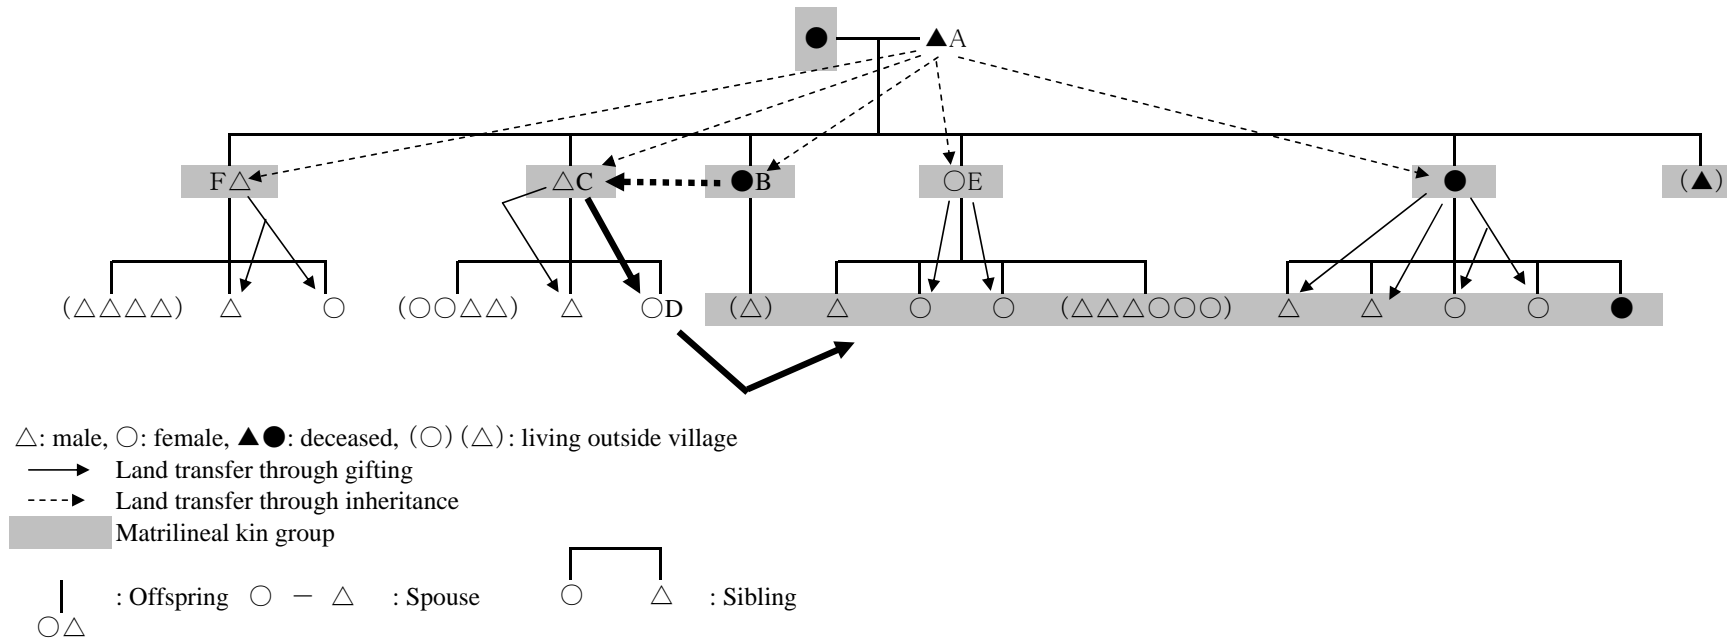 ●▲A
F△ △C ●B ○E ● (▲)
(△△△△) △ ○ (○○△△) △ ○D (△) △ ○ ○ (△△△○○○) △ △ ○ ○ ●
△: male, ○: female, ▲●: deceased, (○)(△): living outside village
Land transfer through gifting
Land transfer through inheritance
Matrilineal kin group
: Offspring ○ − △ : Spouse ○ △ : Sibling
○△